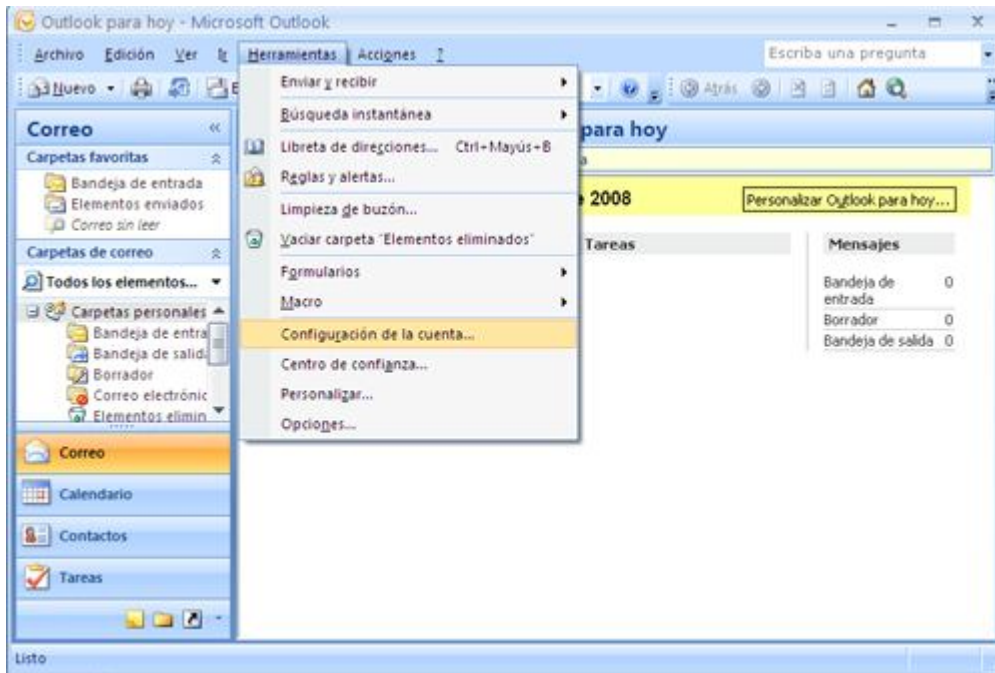 Outlook para hoy - Microsoft Outlook
Archivo Edición Ver Ir Herramientas Acciones ? Escriba una pregunta
Nuevo Atrás
Correo para hoy
Carpetas favoritas
Bandeja de entrada
Elementos enviados
Correo sin leer
Carpetas de correo
Todos los elementos...
Carpetas personales
Bandeja de entra
Bandeja de salid
Borrador
Correo electrónic
Elementos elimin
Correo
Calendario
Contactos
Tareas
Enviar y recibir
Búsqueda instantánea
Libreta de direcciones... Ctrl+Mayús+B
Reglas y alertas...
Limpieza de buzón...
Vaciar carpeta "Elementos eliminados"
Formularios
Macro
Configuración de la cuenta...
Centro de confianza...
Personalizar...
Opciones...
2008 Personalizar Outlook para hoy...
Tareas Mensajes
Bandeja de entrada 0
Borrador 0
Bandeja de salida 0
Listo